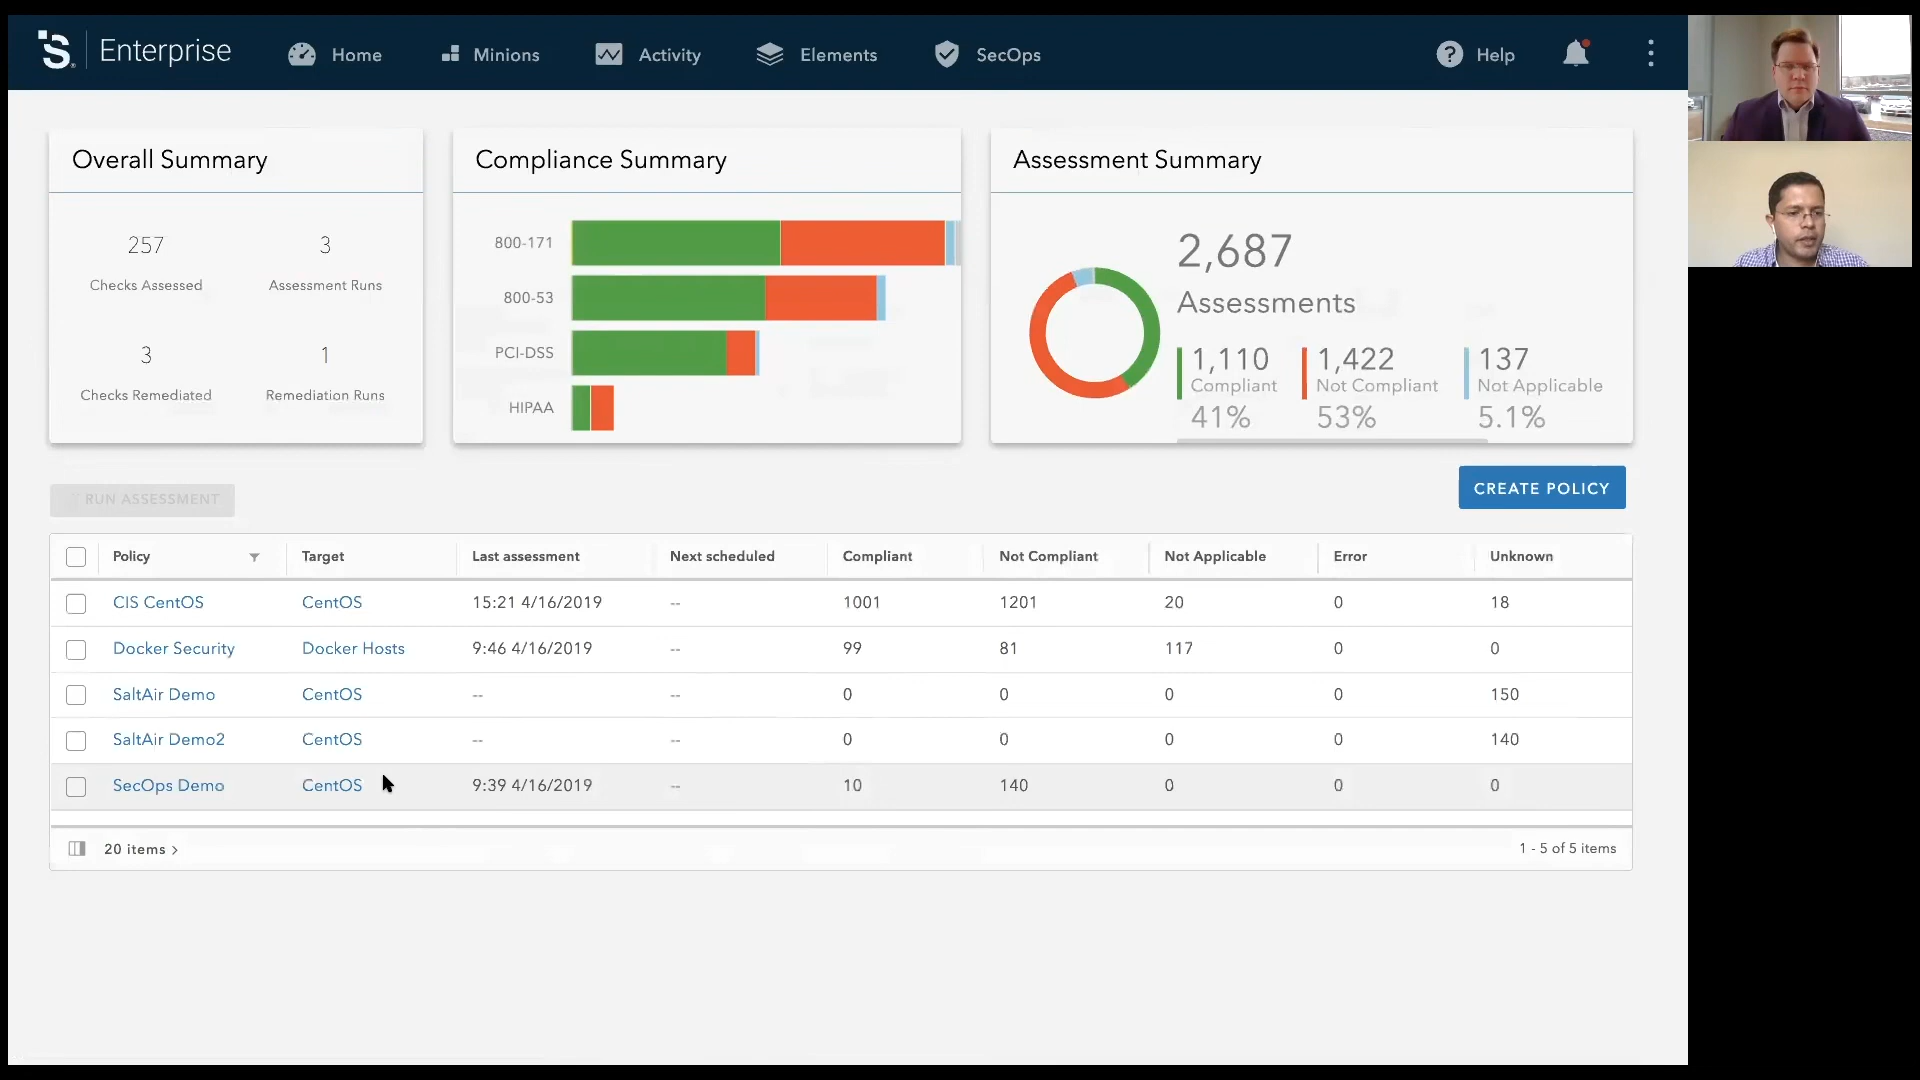 S. Enterprise Home Minions Activity Elements SecOps ? Help
Overall Summary
257 3
Checks Assessed Assessment Runs
3 1
Checks Remediated Remediation Runs
Compliance Summary
800-171
800-53
PCI-DSS
HIPAA
Assessment Summary
2,687
Assessments
1,110 1,422 137
Compliant Not Compliant Not Applicable
41% 53% 5.1%
RUN ASSESSMENT
CREATE POLICY
Policy Target Last assessment Next scheduled Compliant Not Compliant Not Applicable Error Unknown
CIS CentOS CentOS 15:21 4/16/2019 -- 1001 1201 20 0 18
Docker Security Docker Hosts 9:46 4/16/2019 -- 99 81 117 0 0
SaltAir Demo CentOS -- -- 0 0 0 0 150
SaltAir Demo2 CentOS -- -- 0 0 0 0 140
SecOps Demo CentOS 9:39 4/16/2019 -- 10 140 0 0 0
20 items > 1 - 5 of 5 items